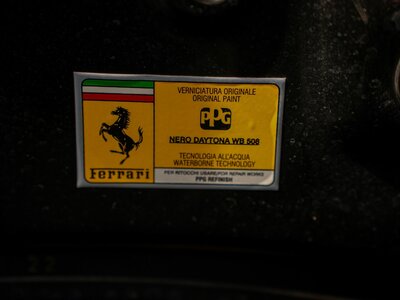 VERNICIATURA ORIGINALE
ORIGINAL PAINT
PPG
NERO DAYTONA WB 508
TECNOLOGIA ALL'ACQUA
WATERBORNE TECHNOLOGY
PER RITOCCHI USARE/FOR REPAIR WORKS
PPG REFINISH
Ferrari